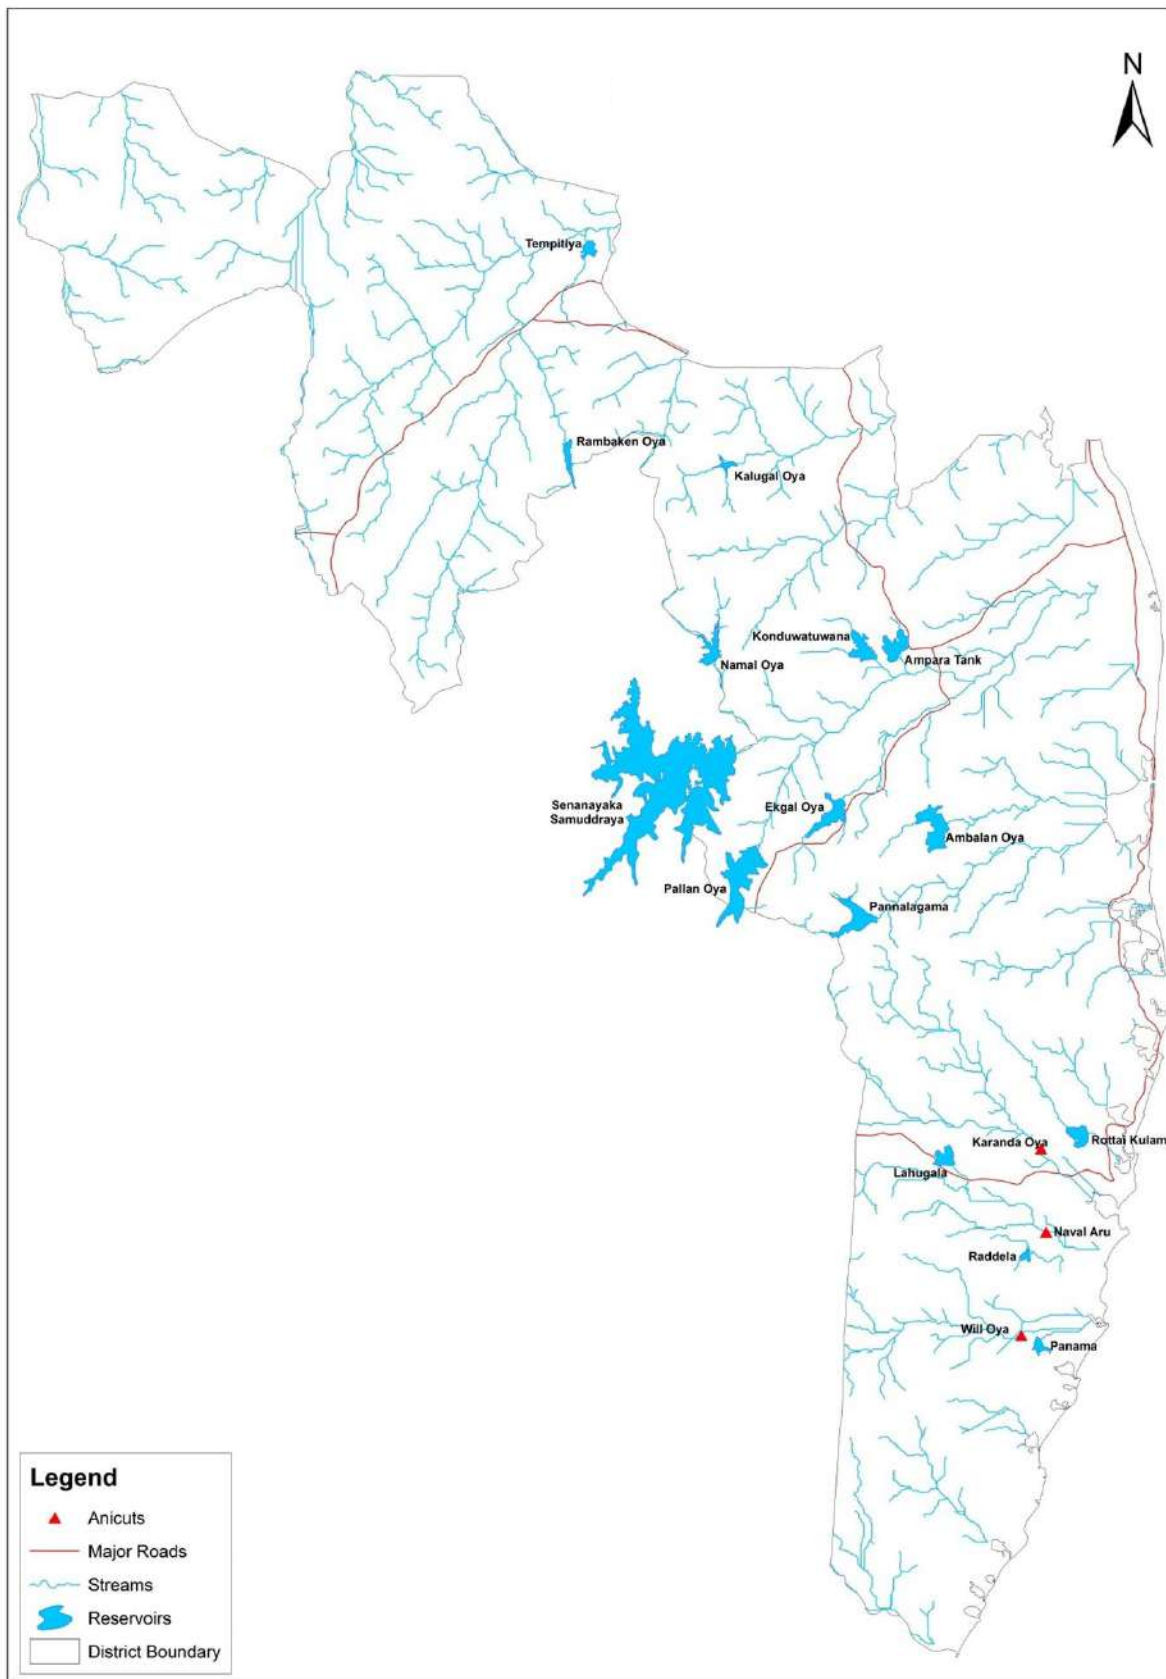 N
Tempitiya
Rambaken Oya
Kalugal Oya
Konduwatuwana
Ampara Tank
Namal Oya
Senanayaka
Samuddraya
Ekgal Oya
Ambalan Oya
Pallan Oya
Pannalagama
Karanda Oya
Rottai Kulam
Lahugala
Naval Aru
Raddela
Will Oya
Panama
Legend
Anicuts
Major Roads
Streams
Reservoirs
District Boundary